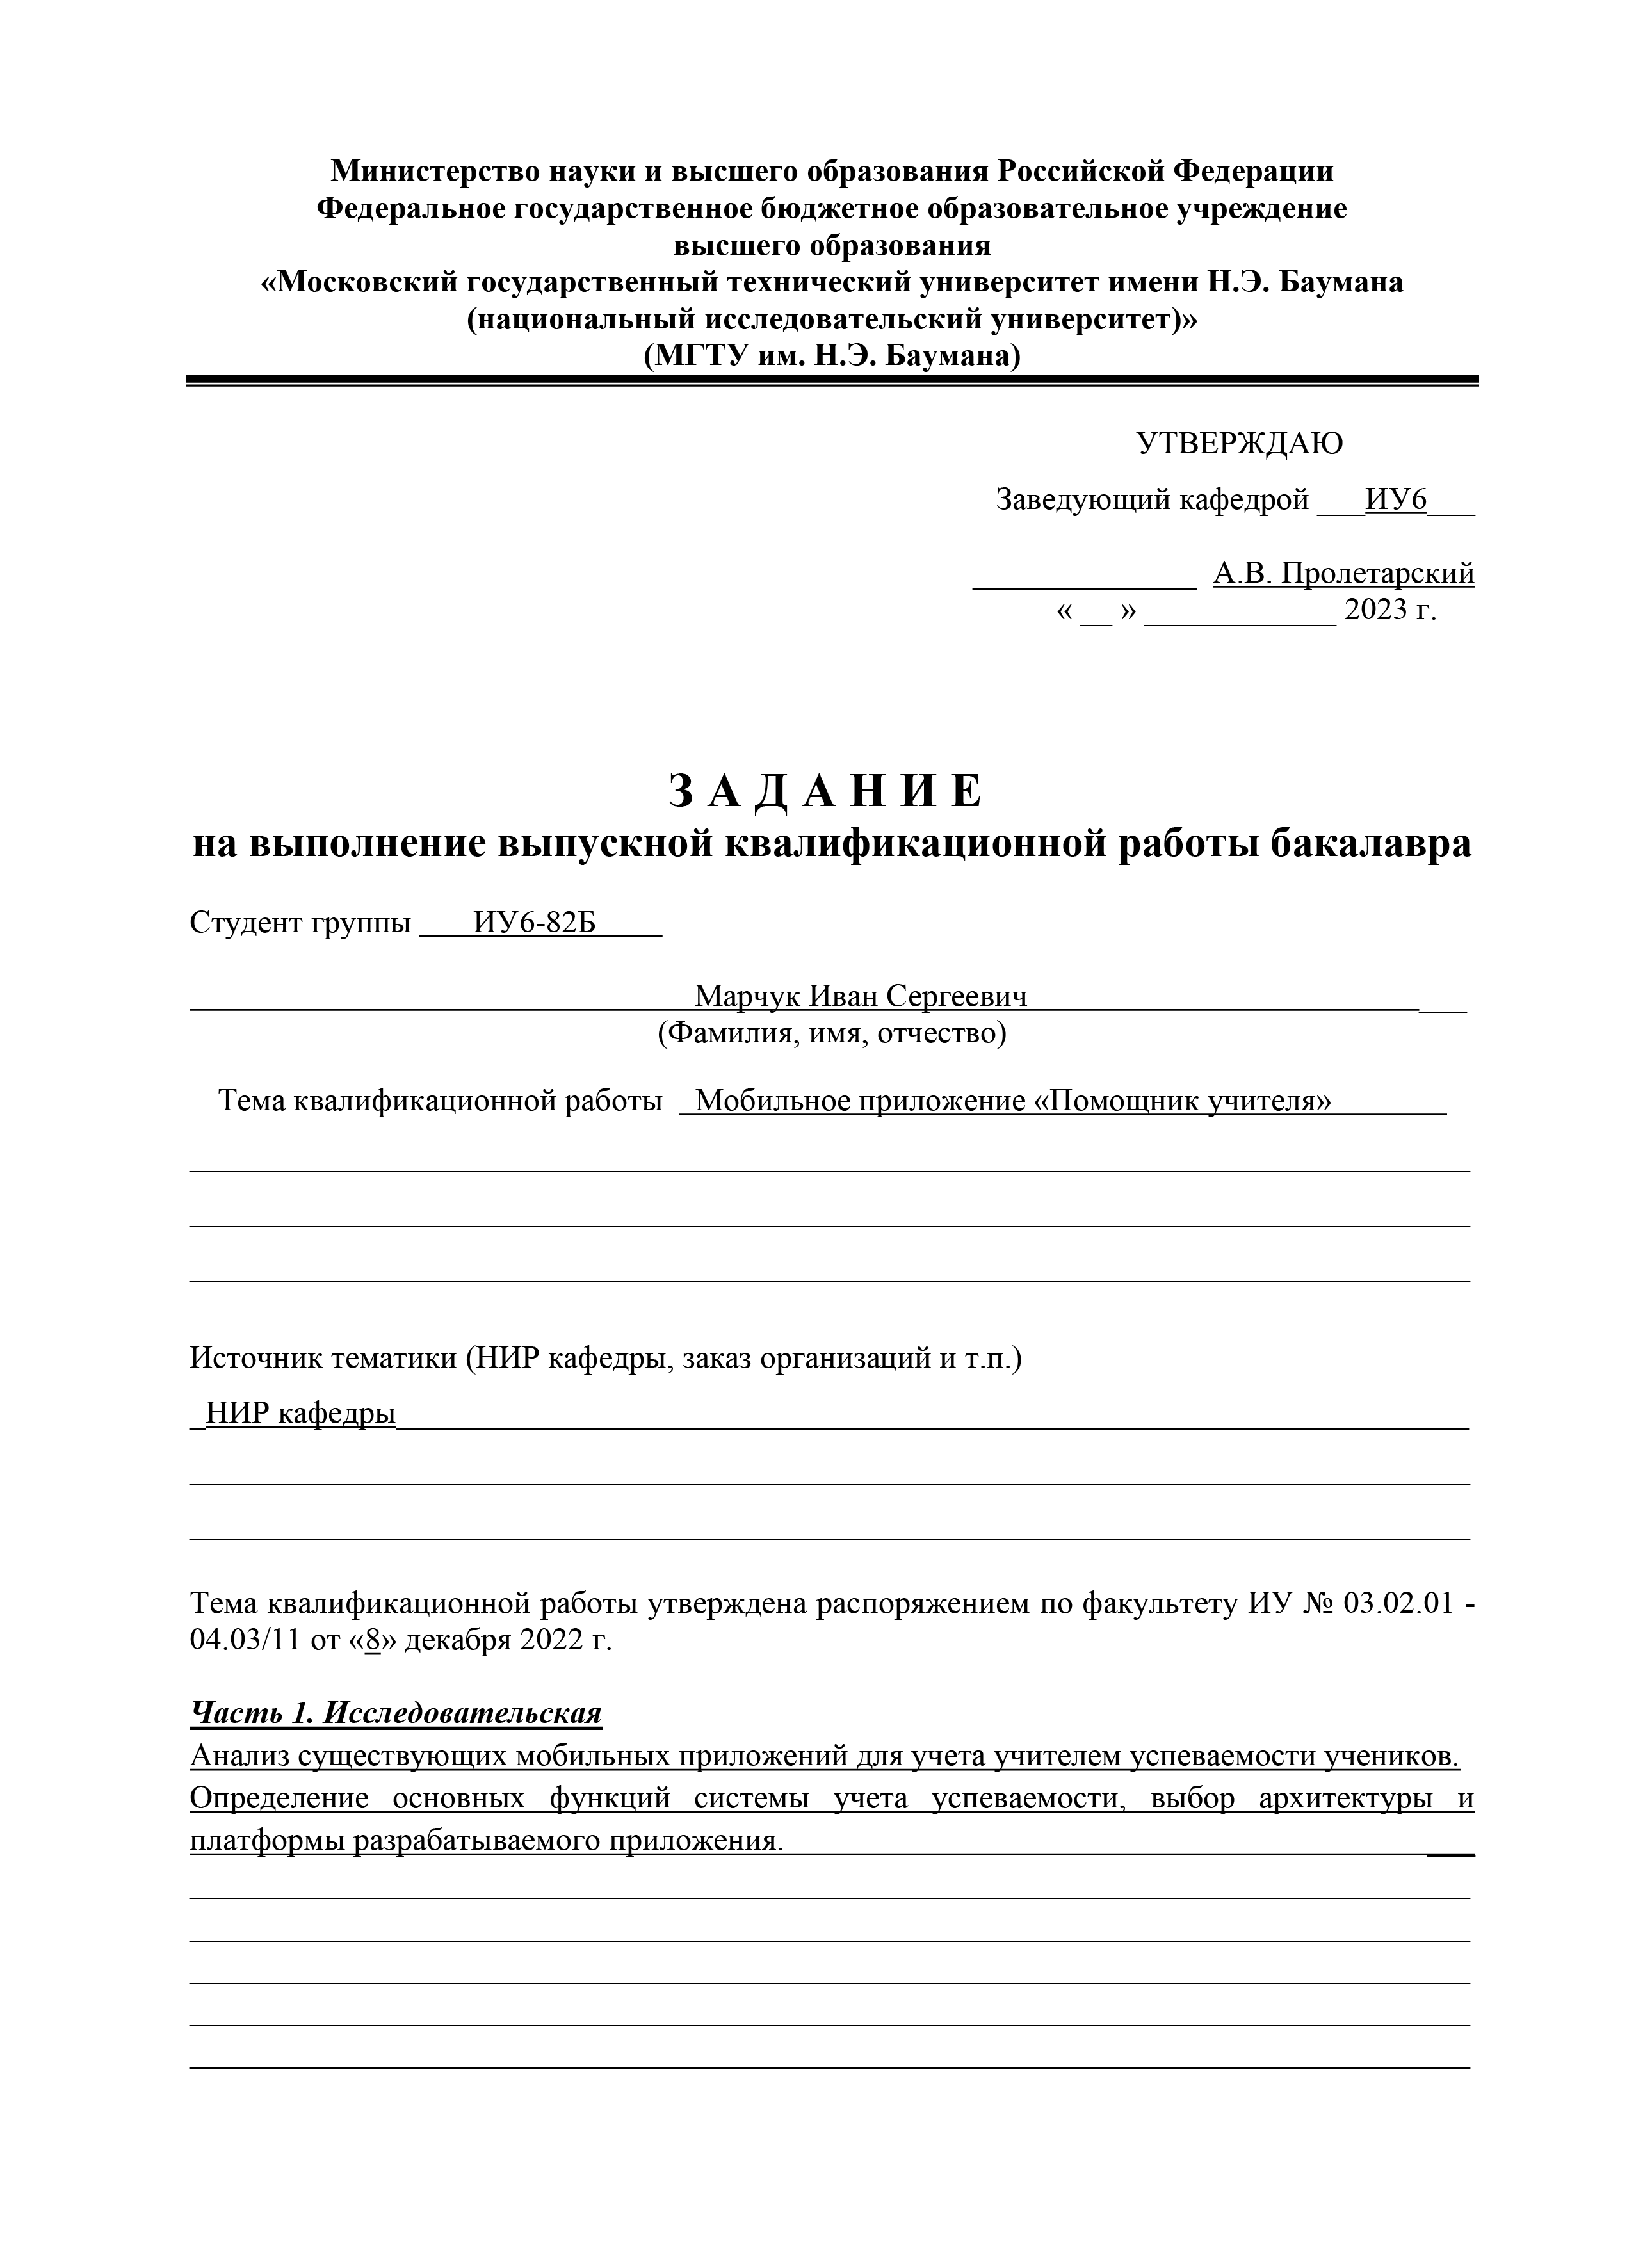 Министерство науки и высшего образования Российской Федерации
Федеральное государственное бюджетное образовательное учреждение
высшего образования
«Московский государственный технический университет имени Н.Э. Баумана
(национальный исследовательский университет)»
(МГТУ им. Н.Э. Баумана)
УТВЕРЖДАЮ
Заведующий кафедрой ___ИУ6___
______________ А.В. Пролетарский
« __ » ____________ 2023 г.
З А Д А Н И Е
на выполнение выпускной квалификационной работы бакалавра
Студент группы ИУ6-82Б
Марчук Иван Сергеевич
(Фамилия, имя, отчество)
Тема квалификационной работы Мобильное приложение «Помощник учителя»
Источник тематики (НИР кафедры, заказ организаций и т.п.)
НИР кафедры
Тема квалификационной работы утверждена распоряжением по факультету ИУ № 03.02.01 -
04.03/11 от «8» декабря 2022 г.
Часть 1. Исследовательская
Анализ существующих мобильных приложений для учета учителем успеваемости учеников.
Определение основных функций системы учета успеваемости, выбор архитектуры и
платформы разрабатываемого приложения.